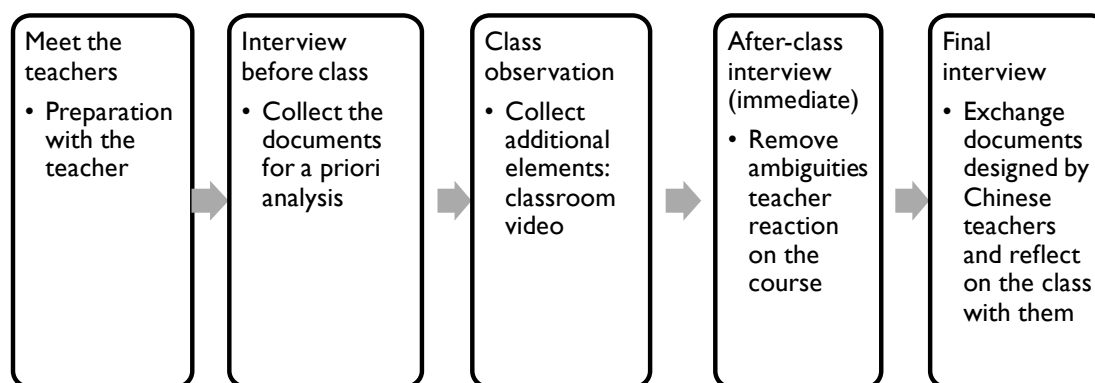 Meet the
teachers
• Preparation
with the
teacher
Interview
before class
• Collect the
documents
for a priori
analysis
Class
observation
• Collect
additional
elements:
classroom
video
After-class
interview
(immediate)
• Remove
ambiguities
teacher
reaction
on the
course
Final
interview
• Exchange
documents
designed by
Chinese
teachers
and reflect
on the class
with them